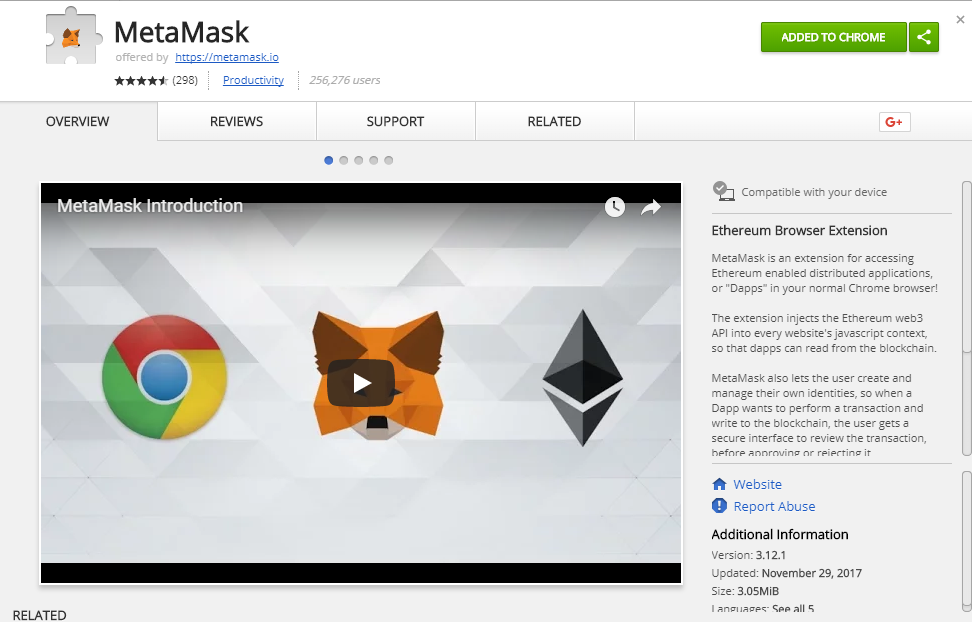 MetaMask
offered by https://metamask.io
(298) Productivity 256,276 users
ADDED TO CHROME
OVERVIEW REVIEWS SUPPORT RELATED
G+
MetaMask Introduction
Compatible with your device
Ethereum Browser Extension
MetaMask is an extension for accessing
Ethereum enabled distributed applications,
or "Dapps" in your normal Chrome browser!
The extension injects the Ethereum web3
API into every website's javascript context,
so that dapps can read from the blockchain.
MetaMask also lets the user create and
manage their own identities, so when a
Dapp wants to perform a transaction and
write to the blockchain, the user gets a
secure interface to review the transaction,
before approving or rejecting it
Website
Report Abuse
Additional Information
Version: 3.12.1
Updated: November 29, 2017
Size: 3.05MiB
Languages: See all 5
RELATED